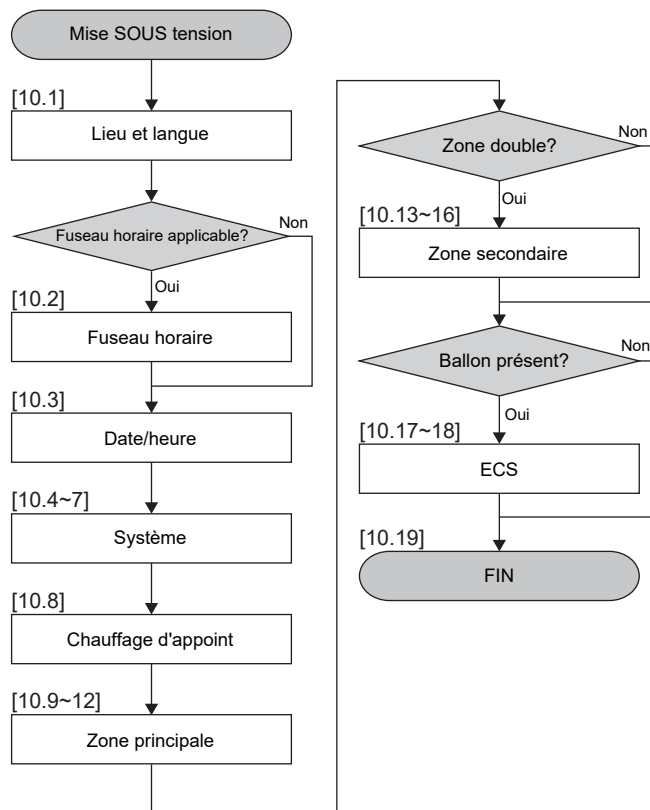 Mise SOUS tension
[10.1]
Lieu et langue
Fuseau horaire applicable?
Non
Oui
[10.2]
Fuseau horaire
[10.3]
Date/heure
[10.4~7]
Système
[10.8]
Chauffage d'appoint
[10.9~12]
Zone principale
Zone double?
Non
Oui
[10.13~16]
Zone secondaire
Ballon présent?
Non
Oui
[10.17~18]
ECS
[10.19]
FIN